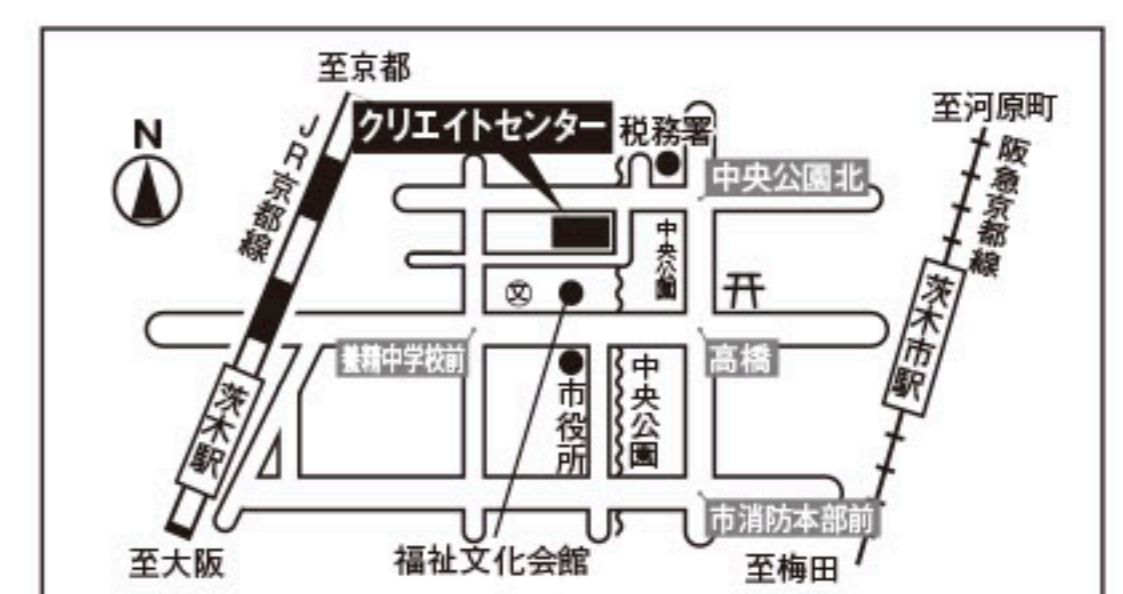 至京都
N
JR京都線
クリエイトセンター
税務署
至河原町
阪急京都線
中央公園北
中央公園
文
茨木市駅
養精中学校前
高橋
茨木駅
市役所
中央公園
市消防本部前
至大阪
福祉文化会館
至梅田